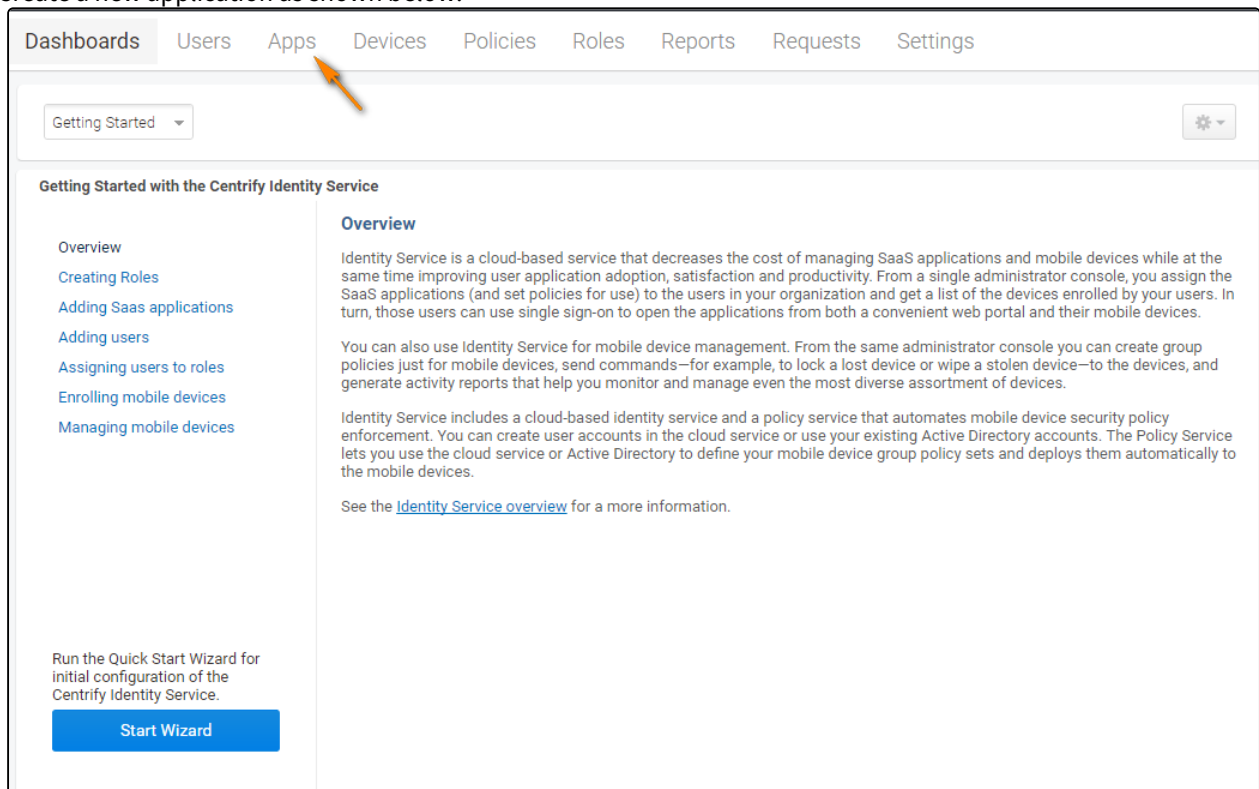 create a new application as shown below.
Dashboards Users Apps Devices Policies Roles Reports Requests Settings
Getting Started
Getting Started with the Centrify Identity Service
Overview
Creating Roles
Adding Saas applications
Adding users
Assigning users to roles
Enrolling mobile devices
Managing mobile devices
Run the Quick Start Wizard for
initial configuration of the
Centrify Identity Service.
Start Wizard
Overview
Identity Service is a cloud-based service that decreases the cost of managing SaaS applications and mobile devices while at the
same time improving user application adoption, satisfaction and productivity. From a single administrator console, you assign the
SaaS applications (and set policies for use) to the users in your organization and get a list of the devices enrolled by your users. In
turn, those users can use single sign-on to open the applications from both a convenient web portal and their mobile devices.
You can also use Identity Service for mobile device management. From the same administrator console you can create group
policies just for mobile devices, send commands—for example, to lock a lost device or wipe a stolen device—to the devices, and
generate activity reports that help you monitor and manage even the most diverse assortment of devices.
Identity Service includes a cloud-based identity service and a policy service that automates mobile device security policy
enforcement. You can create user accounts in the cloud service or use your existing Active Directory accounts. The Policy Service
lets you use the cloud service or Active Directory to define your mobile device group policy sets and deploys them automatically to
the mobile devices.
See the Identity Service overview for a more information.